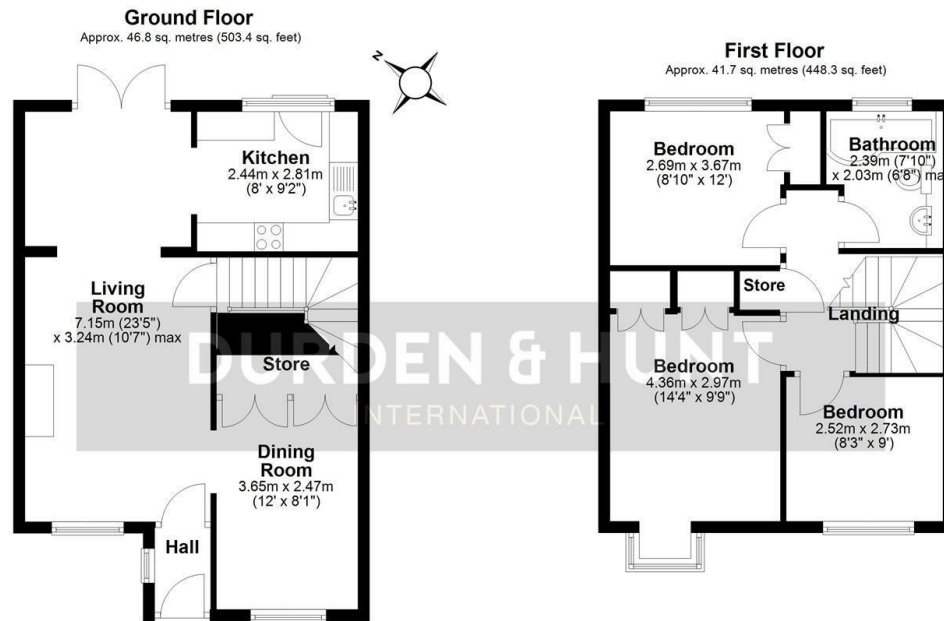 Ground Floor
Approx. 46.8 sq. metres (503.4 sq. feet)
N
Kitchen
2.44m x 2.81m
(8' x 9'2")
Living
Room
7.15m (23'5")
x 3.24m (10'7") max
Store
Dining
Room
3.65m x 2.47m
(12' x 8'1")
Hall
First Floor
Approx. 41.7 sq. metres (448.3 sq. feet)
Bedroom
2.69m x 3.67m
(8'10" x 12')
Bathroom
2.39m (7'10")
x 2.03m (6'8") max
Store
Landing
Bedroom
4.36m x 2.97m
(14'4" x 9'9")
Bedroom
2.52m x 2.73m
(8'3" x 9')
DURDEN & HUNT
INTERNATIONAL